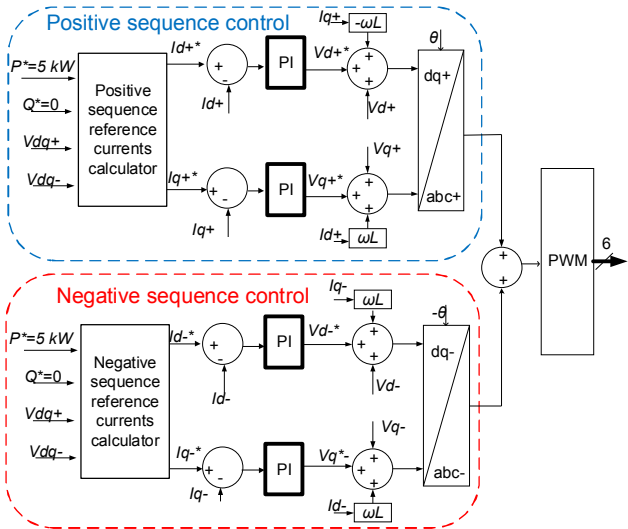 Positive sequence control
Iq+
-ωL
θ
P*=5 kW
Id+*
+
-
PI
Vd+*
+
+
+
dq+
Q*=0
Positive
sequence
reference
currents
calculator
Id+
Vd+
Vdq+
Vq+
Vdq-
Iq+*
+
-
PI
Vq+*
+
+
+
abc+
Iq+
Id+
ωL
+
+
PWM
6
Negative sequence control
Iq-
ωL
-θ
P*=5 kW
Id-*
+
-
PI
Vd-*
+
+
+
dq-
Q*=0
Negative
sequence
reference
currents
calculator
Id-
Vd-
Vdq+
Vq-
Vdq-
Iq-*
+
-
PI
Vq*-
+
+
+
abc-
Iq-
Id-
ωL